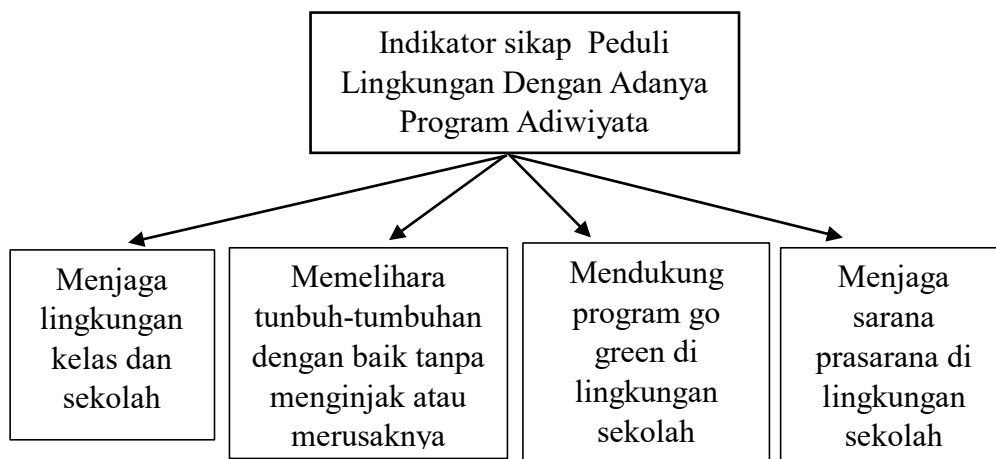 Indikator sikap  Peduli
Lingkungan Dengan Adanya
Program Adiwiyata
Menjaga
lingkungan
kelas dan
sekolah
Memelihara
tunbuh-tumbuhan
dengan baik tanpa
menginjak atau
merusaknya
Mendukung
program go
green di
lingkungan
sekolah
Menjaga
sarana
prasarana di
lingkungan
sekolah